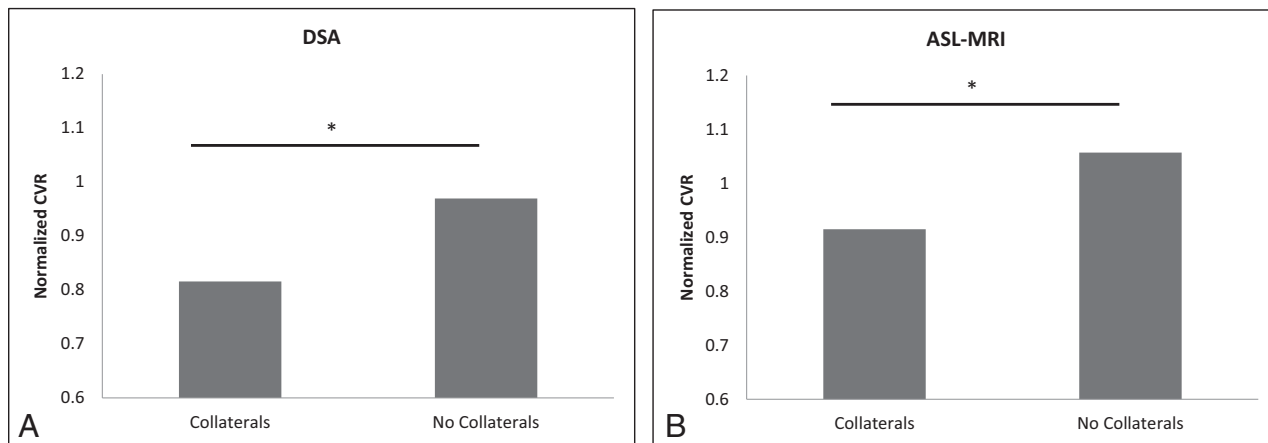 DSA
1.2
1.1
1
0.9
0.8
0.7
0.6
Normalized CVR
*
Collaterals
No Collaterals
A
ASL-MRI
1.2
1.1
1
0.9
0.8
0.7
0.6
Normalized CVR
*
Collaterals
No Collaterals
B